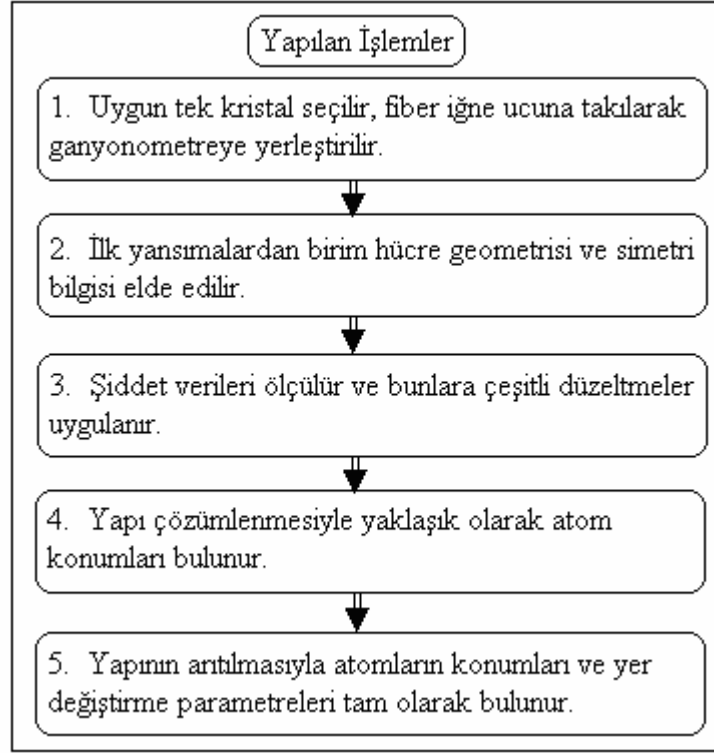 Yapılan İşlemler
1. Uygun tek kristal seçilir, fiber iğne ucuna takılarak
ganyonometreye yerleştirilir.
2. İlk yansımalardan birim hücre geometrisi ve simetri
bilgisi elde edilir.
3. Şiddet verileri ölçülür ve bunlara çeşitli düzeltmeler
uygulanır.
4. Yapı çözümlenmesiyle yaklaşık olarak atom
konumları bulunur.
5. Yapının arıtılmasıyla atomların konumları ve yer
değiştirme parametreleri tam olarak bulunur.